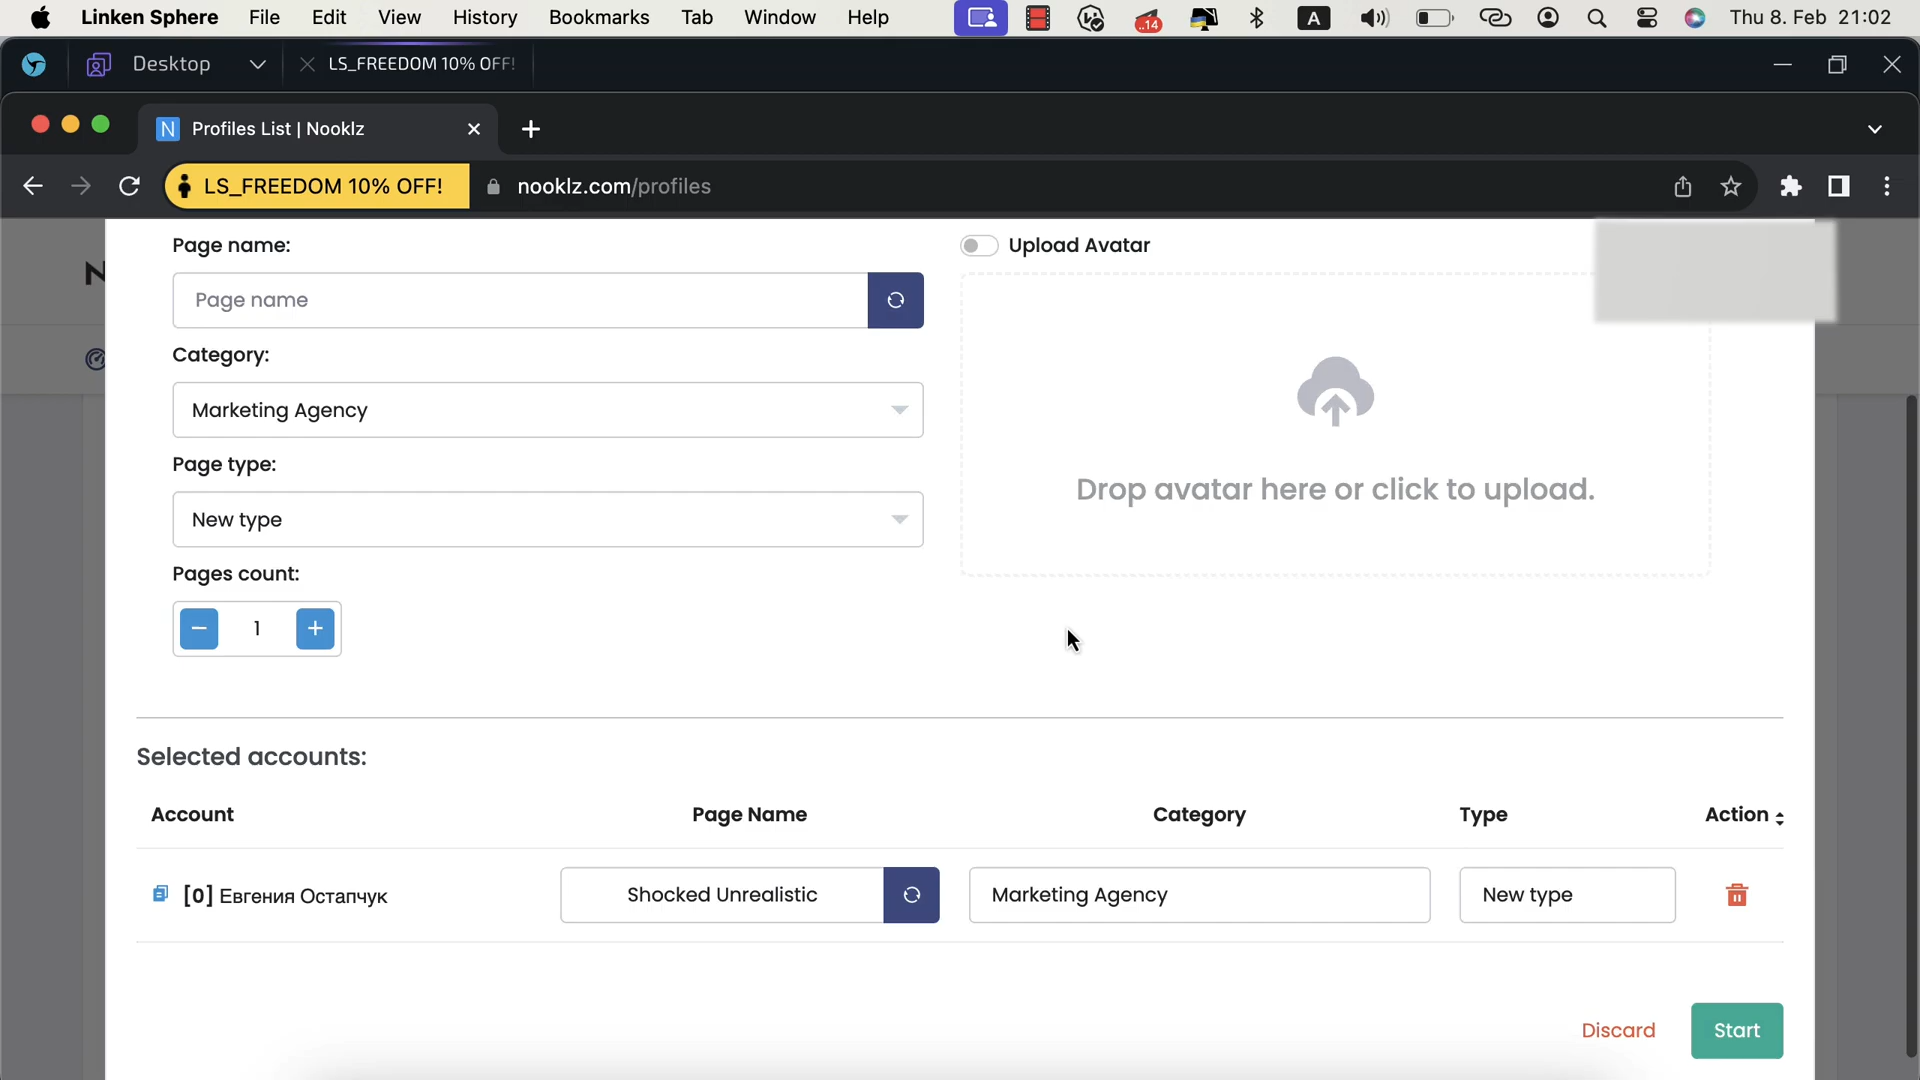 Linken Sphere File Edit View History Bookmarks Tab Window Help ..14 A Thu 8. Feb 21:02
Desktop LS_FREEDOM 10% OFF!
N Profiles List | Nooklz
LS_FREEDOM 10% OFF! nooklz.com/profiles
N
Page name:
Upload Avatar
Page name
Category:
Marketing Agency
Page type:
Drop avatar here or click to upload.
New type
Pages count:
1
Selected accounts:
Account Page Name Category Type Action
[0] Евгения Остапчук Shocked Unrealistic Marketing Agency New type
Discard Start